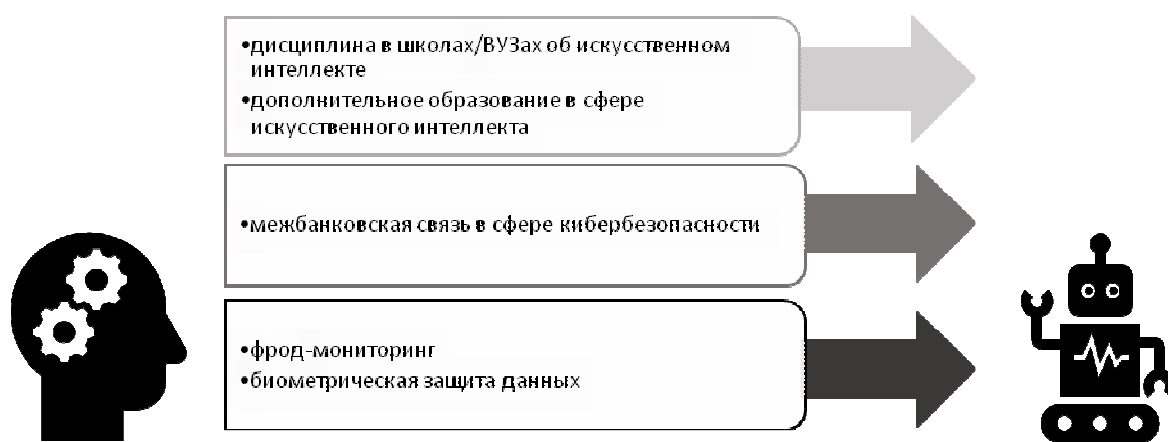 •дисциплина в школах/ВУЗах об искусственном
интеллекте
•дополнительное образование в сфере
искусственного интеллекта
•межбанковская связь в сфере кибербезопасности
•фрод-мониторинг
•биометрическая защита данных